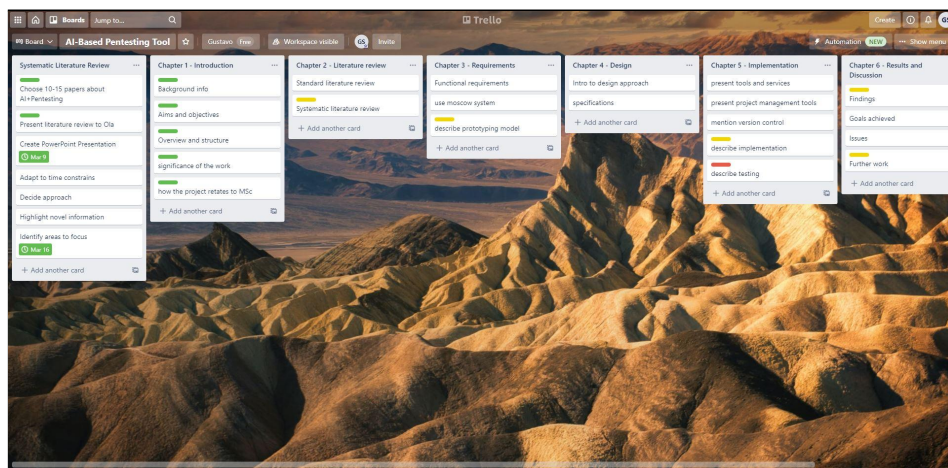 Boards
Jump to...
Trello
Create
GS
Board
AI-Based Pentesting Tool
Gustavo Free
Workspace visible
GS
Invite
Automation NEW
··· Show menu
Systematic Literature Review
Choose 10-15 papers about
AI+Pentesting
Present literature review to Ola
Create PowerPoint Presentation
Mar 9
Adapt to time constrains
Decide approach
Highlight novel information
Identify areas to focus
Mar 16
+ Add another card
Chapter 1 - Introduction
Background info
Aims and objectives
Overview and structure
significance of the work
how the project relates to MSc
+ Add another card
Chapter 2 - Literature review
Standard literature review
Systematic literature review
+ Add another card
Chapter 3 - Requirements
Functional requirements
use moscow system
describe prototyping model
+ Add another card
Chapter 4 - Design
Intro to design approach
specifications
+ Add another card
Chapter 5 - Implementation
present tools and services
present project management tools
mention version control
describe implementation
describe testing
+ Add another card
Chapter 6 - Results and
Discussion
Findings
Goals achieved
Issues
Further work
+ Add another card